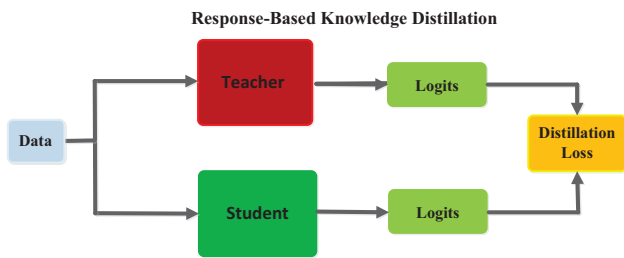 Response-Based Knowledge Distillation
Teacher
Logits
Data
Distillation
Loss
Student
Logits